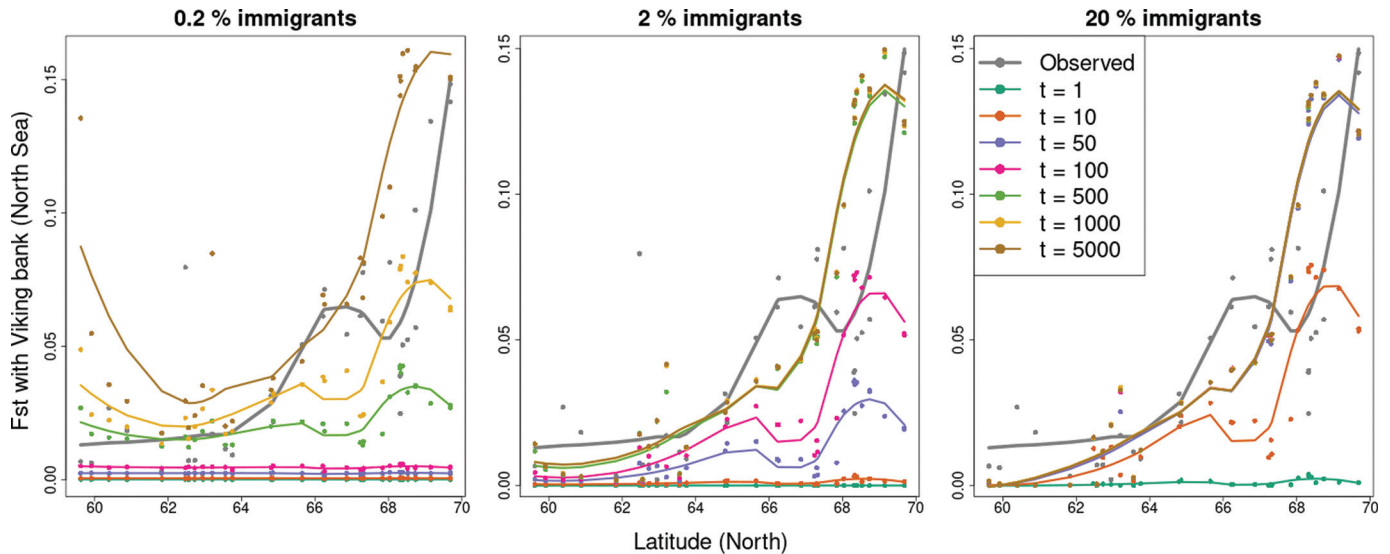 0.2 % immigrants
2 % immigrants
20 % immigrants
Fst with Viking bank (North Sea)
0.15
0.10
0.05
0.00
60 62 64 66 68 70
0.15
0.10
0.05
0.00
60 62 64 66 68 70
0.15
0.10
0.05
0.00
60 62 64 66 68 70
Observed
t = 1
t = 10
t = 50
t = 100
t = 500
t = 1000
t = 5000
Latitude (North)